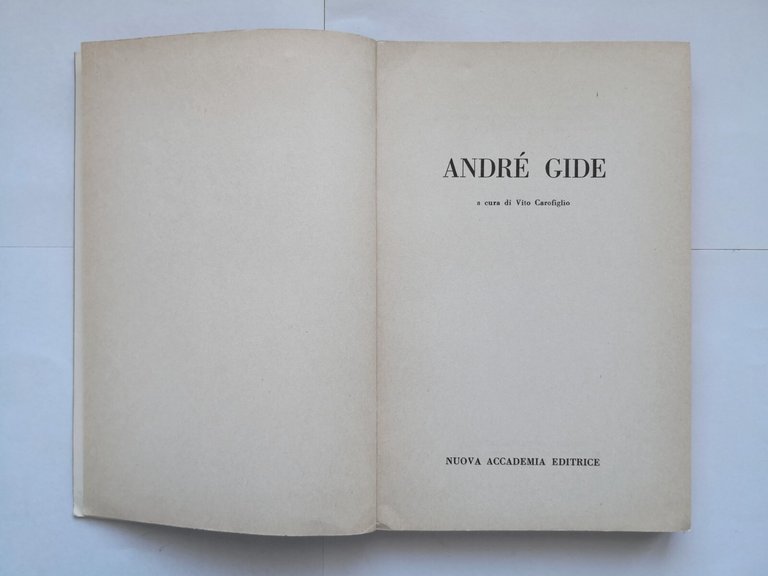 ANDRÉ GIDE
a cura di Vito Carofiglio
NUOVA ACCADEMIA EDITRICE